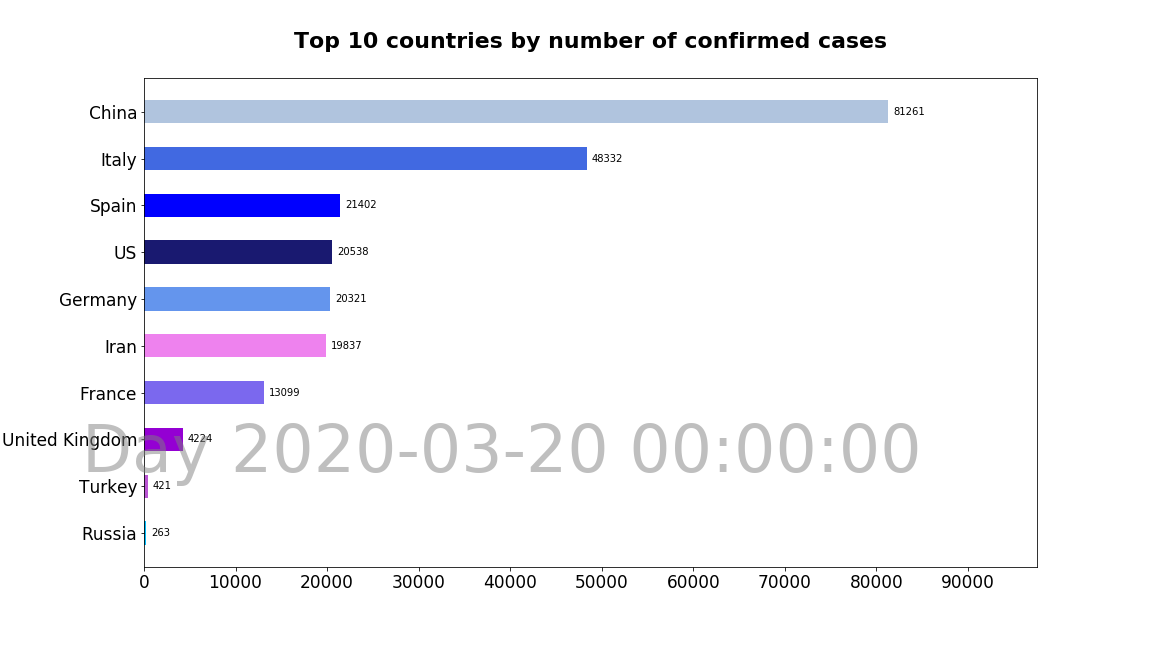 Top 10 countries by number of confirmed cases
China 81261
Italy 48332
Spain 21402
US 20538
Germany 20321
Iran 19837
France 13099
United Kingdom 4224
Day 2020-03-20 00:00:00
Turkey 421
Russia 263
0 10000 20000 30000 40000 50000 60000 70000 80000 90000